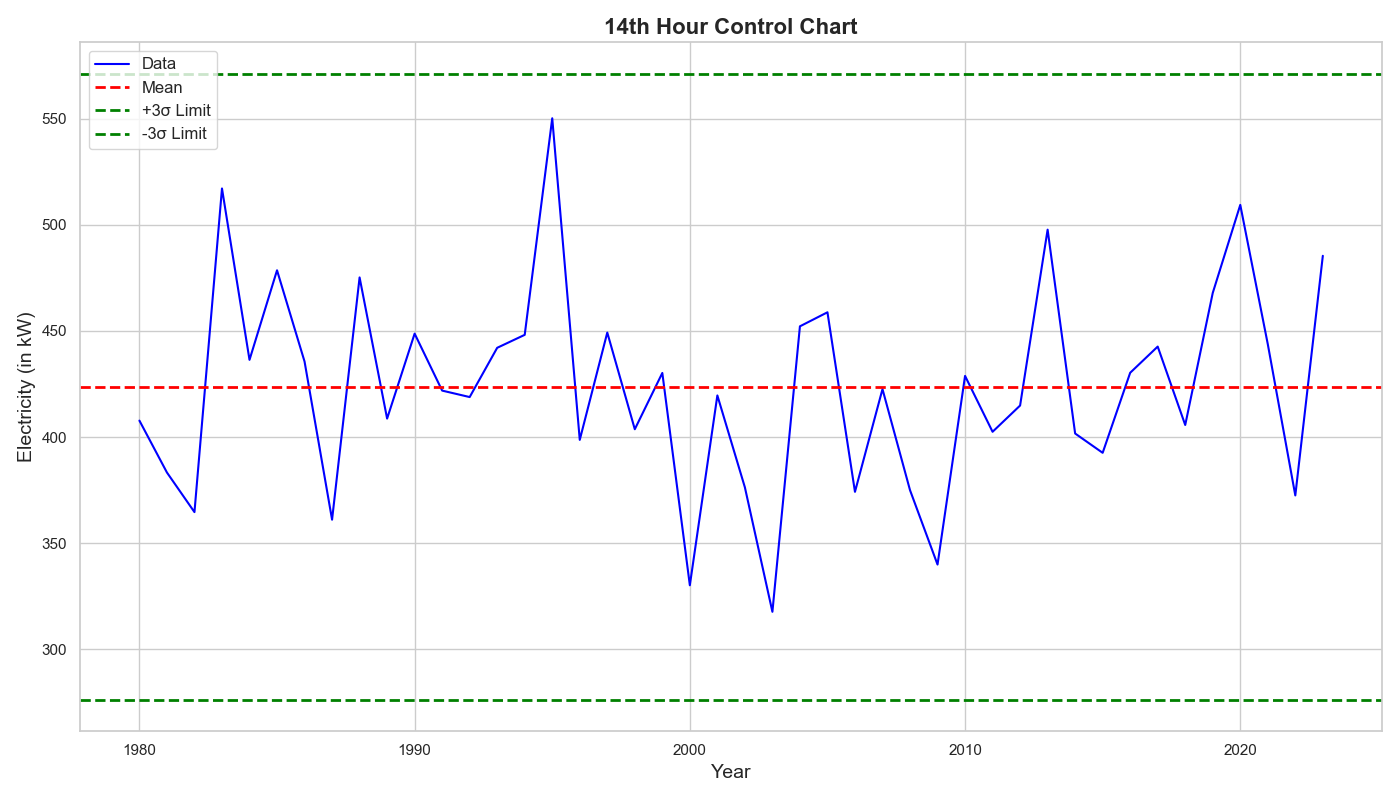 14th Hour Control Chart
Data
Mean
+3σ Limit
-3σ Limit
Electricity (in kW)
550
500
450
400
350
300
1980
1990
2000
2010
2020
Year